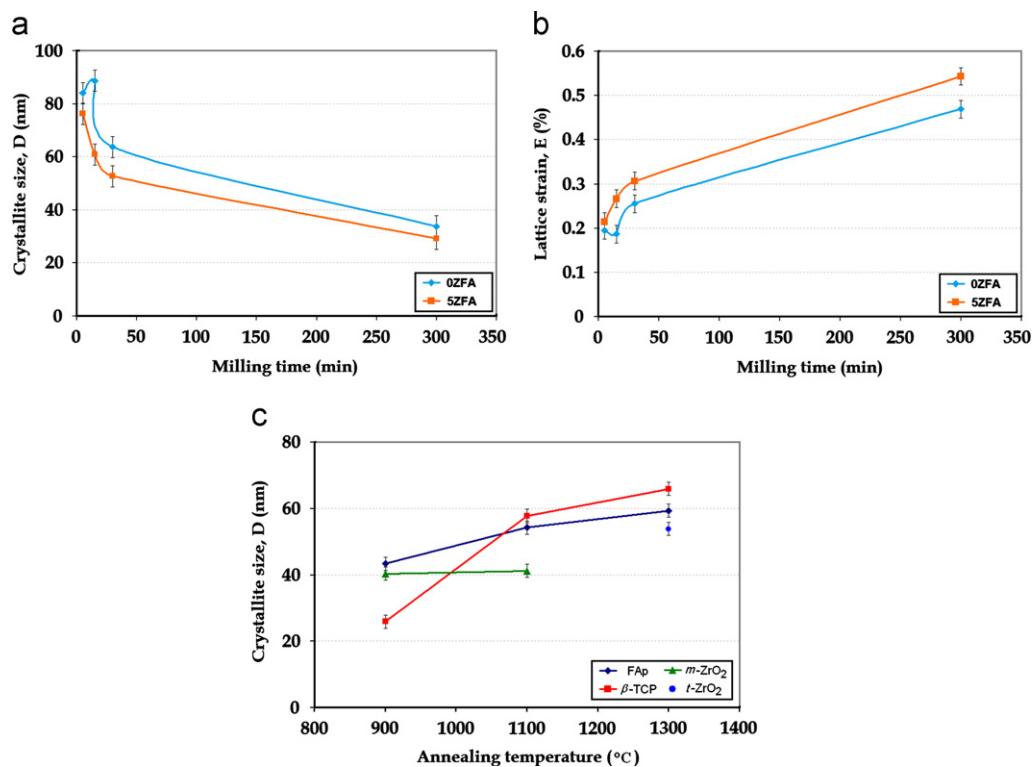 a
100
80
60
40
20
0
Crystallite size, D (nm)
0 50 100 150 200 250 300 350
Milling time (min)
0ZFA
5ZFA
b
0.6
0.5
0.4
0.3
0.2
0.1
0
Lattice strain, E (%)
0 50 100 150 200 250 300 350
Milling time (min)
0ZFA
5ZFA
c
80
60
40
20
0
Crystallite size, D (nm)
800 900 1000 1100 1200 1300 1400
Annealing temperature (°C)
FAp m-ZrO₂
β-TCP t-ZrO₂